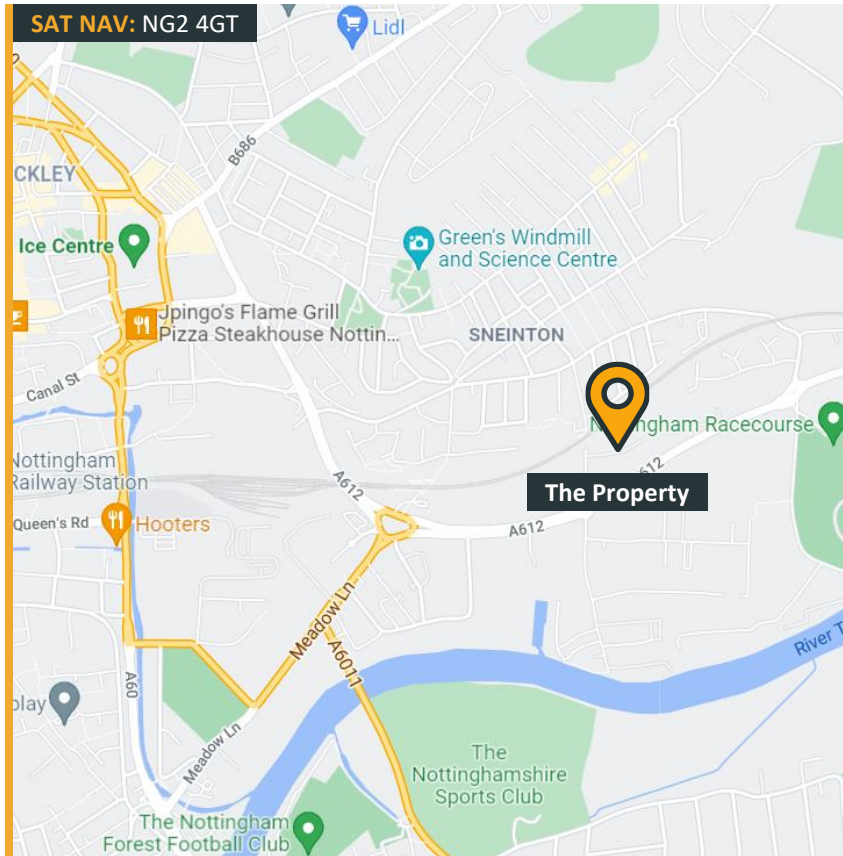 SAT NAV: NG2 4GT
Lidl
B686
CKLEY
Ice Centre
Green's Windmill
and Science Centre
Jpingo's Flame Grill
Pizza Steakhouse Nottin...
SNEINTON
Canal St
Nottingham Racecourse
A612
The Property
Nottingham
Railway Station
A612
Queen's Rd
Hooters
A612
Meadow Ln
A6011
River T
A60
play
Meadow Ln
The
Nottinghamshire
Sports Club
The Nottingham
Forest Football Club